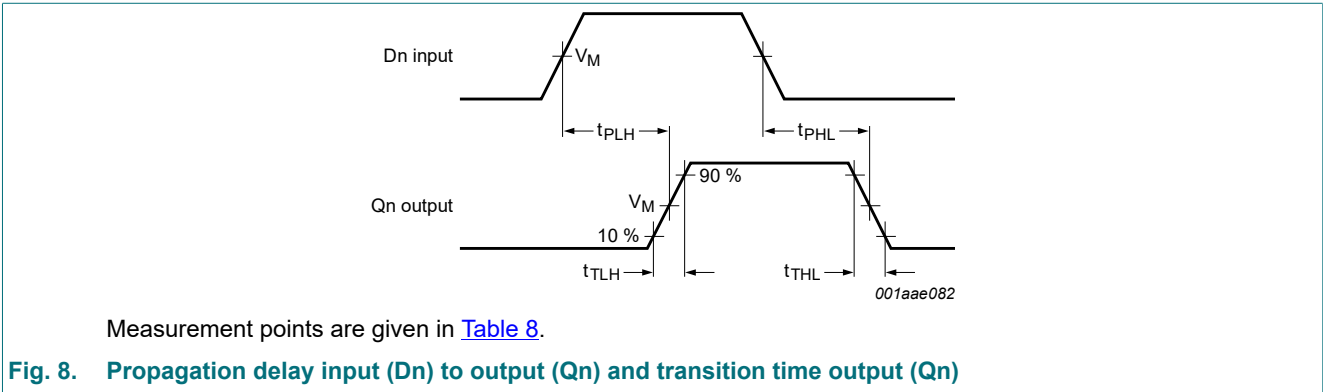 Dn input
VM
tPLH
tPHL
90 %
Qn output
VM
10 %
tTLH
tTHL
001aae082
Measurement points are given in Table 8.
Fig. 8. Propagation delay input (Dn) to output (Qn) and transition time output (Qn)